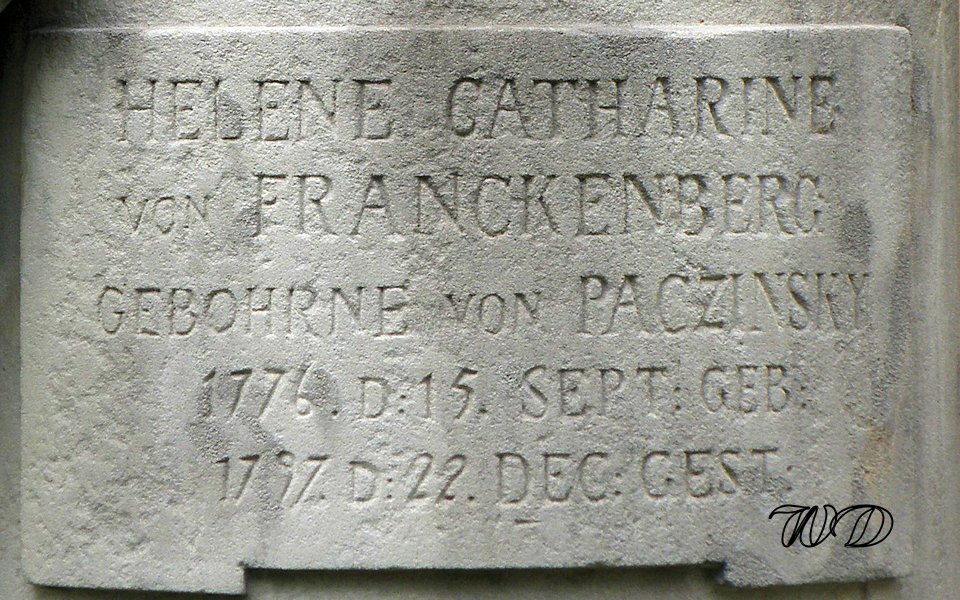 HELENE CATHARINE
VON FRANCKENBERG
GEBOHRNE VON PACZINSKY
1776. D: 15. SEPT: GEB:
1797. D: 22. DEC: GEST:
WD